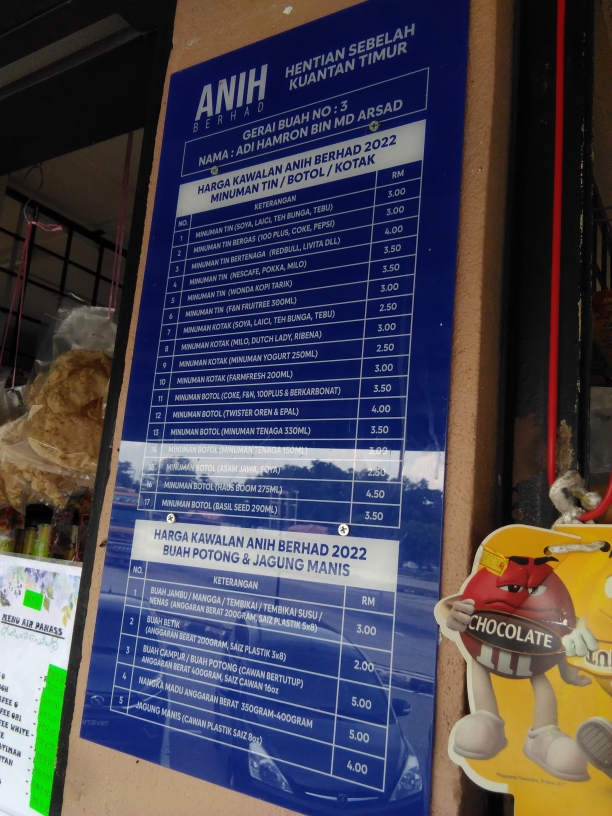 ANIH
BERHAD
HENTIAN SEBELAH
KUANTAN TIMUR
GERAI BUAH NO : 3
NAMA : ADI HAMRON BIN MD ARSAD
HARGA KAWALAN ANIH BERHAD 2022
MINUMAN TIN / BOTOL / KOTAK
NO. KETERANGAN RM
1 MINUMAN TIN (SOYA, LAICI, TEH BUNGA, TEBU) 3.00
2 MINUMAN TIN BERGAS (100 PLUS, COKE, PEPSI) 3.00
3 MINUMAN TIN BERTENAGA (REDBULL, LIVITA DLL) 4.00
4 MINUMAN TIN (NESCAFE, POKKA, MILO) 3.50
5 MINUMAN TIN (WONDA KOPI TARIK) 3.50
6 MINUMAN TIN (F&N FRUITREE 300ML) 3.00
7 MINUMAN KOTAK (SOYA, LAICI, TEH BUNGA, TEBU) 2.50
8 MINUMAN KOTAK (MILO, DUTCH LADY, RIBENA) 3.00
9 MINUMAN KOTAK (MINUMAN YOGURT 250ML) 2.50
10 MINUMAN KOTAK (FARMFRESH 200ML) 3.00
11 MINUMAN BOTOL (COKE, F&N, 100PLUS & BERKARBONAT) 3.50
12 MINUMAN BOTOL (TWISTER OREN & EPAL) 4.00
13 MINUMAN BOTOL (MINUMAN TENAGA 330ML) 3.50
14 MINUMAN BOTOL (MINUMAN TENAGA 150ML) 3.00
15 MINUMAN BOTOL (ASAM JAWA, SOYA) 2.50
16 MINUMAN BOTOL (HAUS BOOM 275ML) 4.50
17 MINUMAN BOTOL (BASIL SEED 290ML) 3.50
HARGA KAWALAN ANIH BERHAD 2022
BUAH POTONG & JAGUNG MANIS
NO. KETERANGAN RM
1 BUAH JAMBU / MANGGA / TEMBIKAI / TEMBIKAI SUSU /
NENAS (ANGGARAN BERAT 200GRAM, SAIZ PLASTIK 5x8) 3.00
2 BUAH BETIK
(ANGGARAN BERAT 200GRAM, SAIZ PLASTIK 3x8) 2.00
3 BUAH CAMPUR / BUAH POTONG (CAWAN BERTUTUP)
ANGGARAN BERAT 400GRAM, SAIZ CAWAN 16oz 5.00
4 NANGKA MADU ANGGARAN BERAT 350GRAM-400GRAM 5.00
5 JAGUNG MANIS (CAWAN PLASTIK SAIZ 8oz) 4.00
MENU AIR PANASS
CHOCOLATE